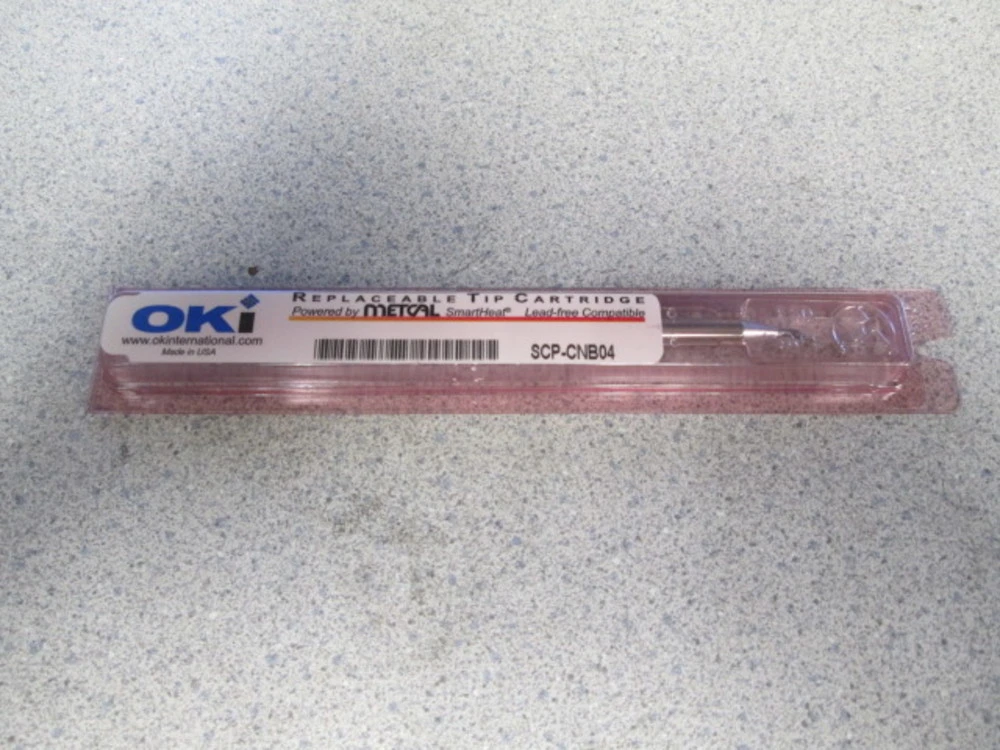 OKi
www.okinternational.com
Made in USA
REPLACEABLE TIP CARTRIDGE
Powered by METCAL SmartHeat® Lead-free Compatible
SCP-CNB04